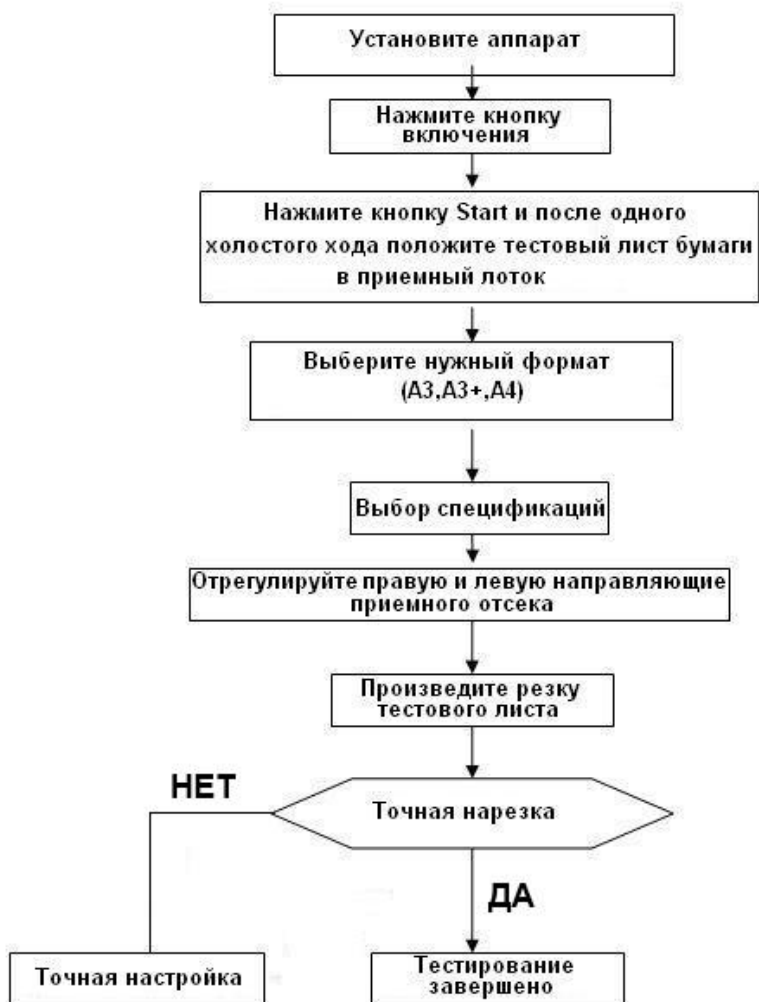 Установите аппарат
Нажмите кнопку
включения
Нажмите кнопку Start и после одного
холостого хода положите тестовый лист бумаги
в приемный лоток
Выберите нужный формат
(A3,A3+,A4)
Выбор спецификаций
Отрегулируйте правую и левую направляющие
приемного отсека
Произведите резку
тестового листа
НЕТ
Точная нарезка
ДА
Точная настройка
Тестирование
завершено